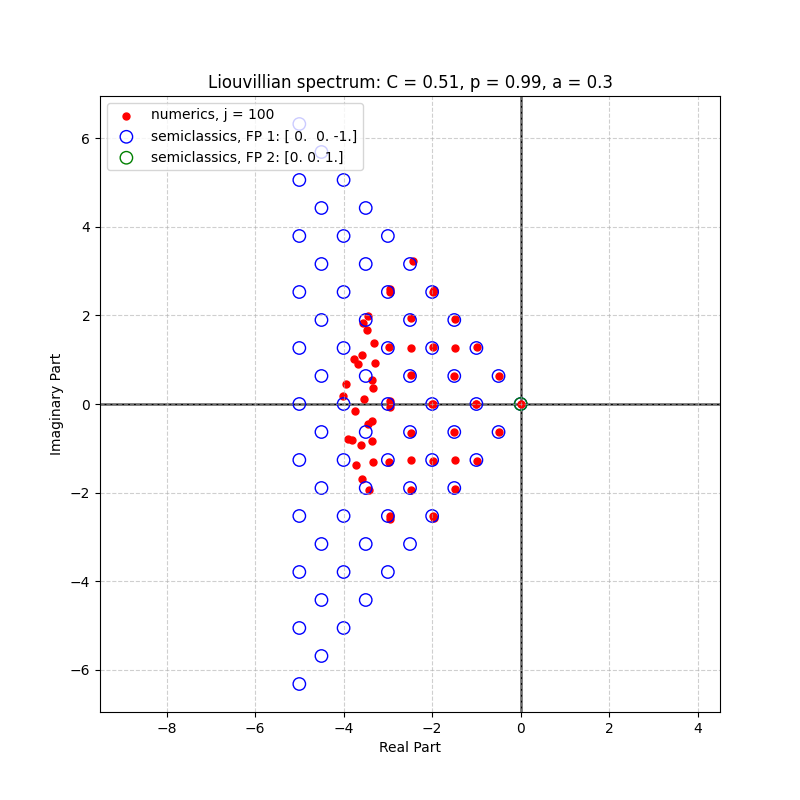 Liouvillian spectrum: C = 0.51, p = 0.99, a = 0.3
numerics, j = 100
semiclassics, FP 1: [ 0.  0. -1.]
semiclassics, FP 2: [0. 0. 1.]
6
4
2
0
−2
−4
−6
Imaginary Part
−8
−6
−4
−2
0
2
4
Real Part